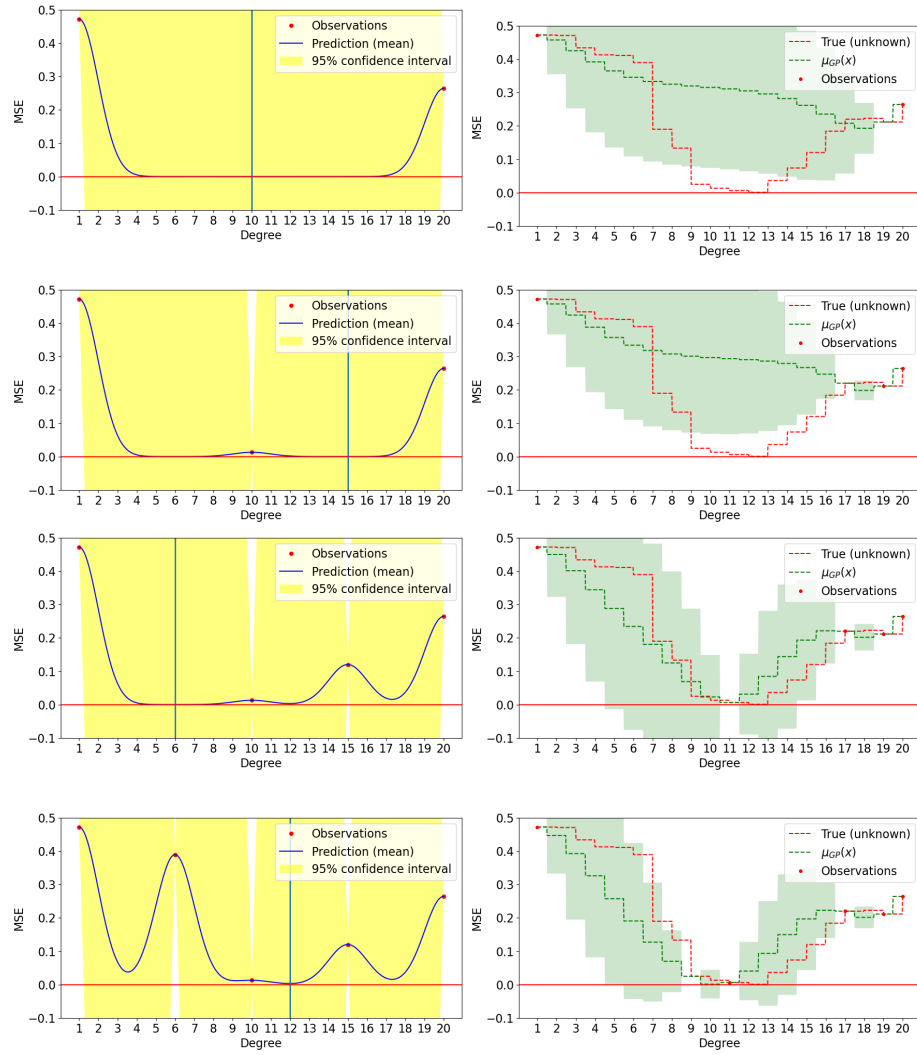 0.5
0.4
0.3
0.2
0.1
0.0
−0.1
MSE
Observations
Prediction (mean)
95% confidence interval
1 2 3 4 5 6 7 8 9 10 11 12 13 14 15 16 17 18 19 20
Degree
0.5
0.4
0.3
0.2
0.1
0.0
−0.1
MSE
True (unknown)
μGP(x)
Observations
1 2 3 4 5 6 7 8 9 10 11 12 13 14 15 16 17 18 19 20
Degree
0.5
0.4
0.3
0.2
0.1
0.0
−0.1
MSE
Observations
Prediction (mean)
95% confidence interval
1 2 3 4 5 6 7 8 9 10 11 12 13 14 15 16 17 18 19 20
Degree
0.5
0.4
0.3
0.2
0.1
0.0
−0.1
MSE
True (unknown)
μGP(x)
Observations
1 2 3 4 5 6 7 8 9 10 11 12 13 14 15 16 17 18 19 20
Degree
0.5
0.4
0.3
0.2
0.1
0.0
−0.1
MSE
Observations
Prediction (mean)
95% confidence interval
1 2 3 4 5 6 7 8 9 10 11 12 13 14 15 16 17 18 19 20
Degree
0.5
0.4
0.3
0.2
0.1
0.0
−0.1
MSE
True (unknown)
μGP(x)
Observations
1 2 3 4 5 6 7 8 9 10 11 12 13 14 15 16 17 18 19 20
Degree
0.5
0.4
0.3
0.2
0.1
0.0
−0.1
MSE
Observations
Prediction (mean)
95% confidence interval
1 2 3 4 5 6 7 8 9 10 11 12 13 14 15 16 17 18 19 20
Degree
0.5
0.4
0.3
0.2
0.1
0.0
−0.1
MSE
True (unknown)
μGP(x)
Observations
1 2 3 4 5 6 7 8 9 10 11 12 13 14 15 16 17 18 19 20
Degree